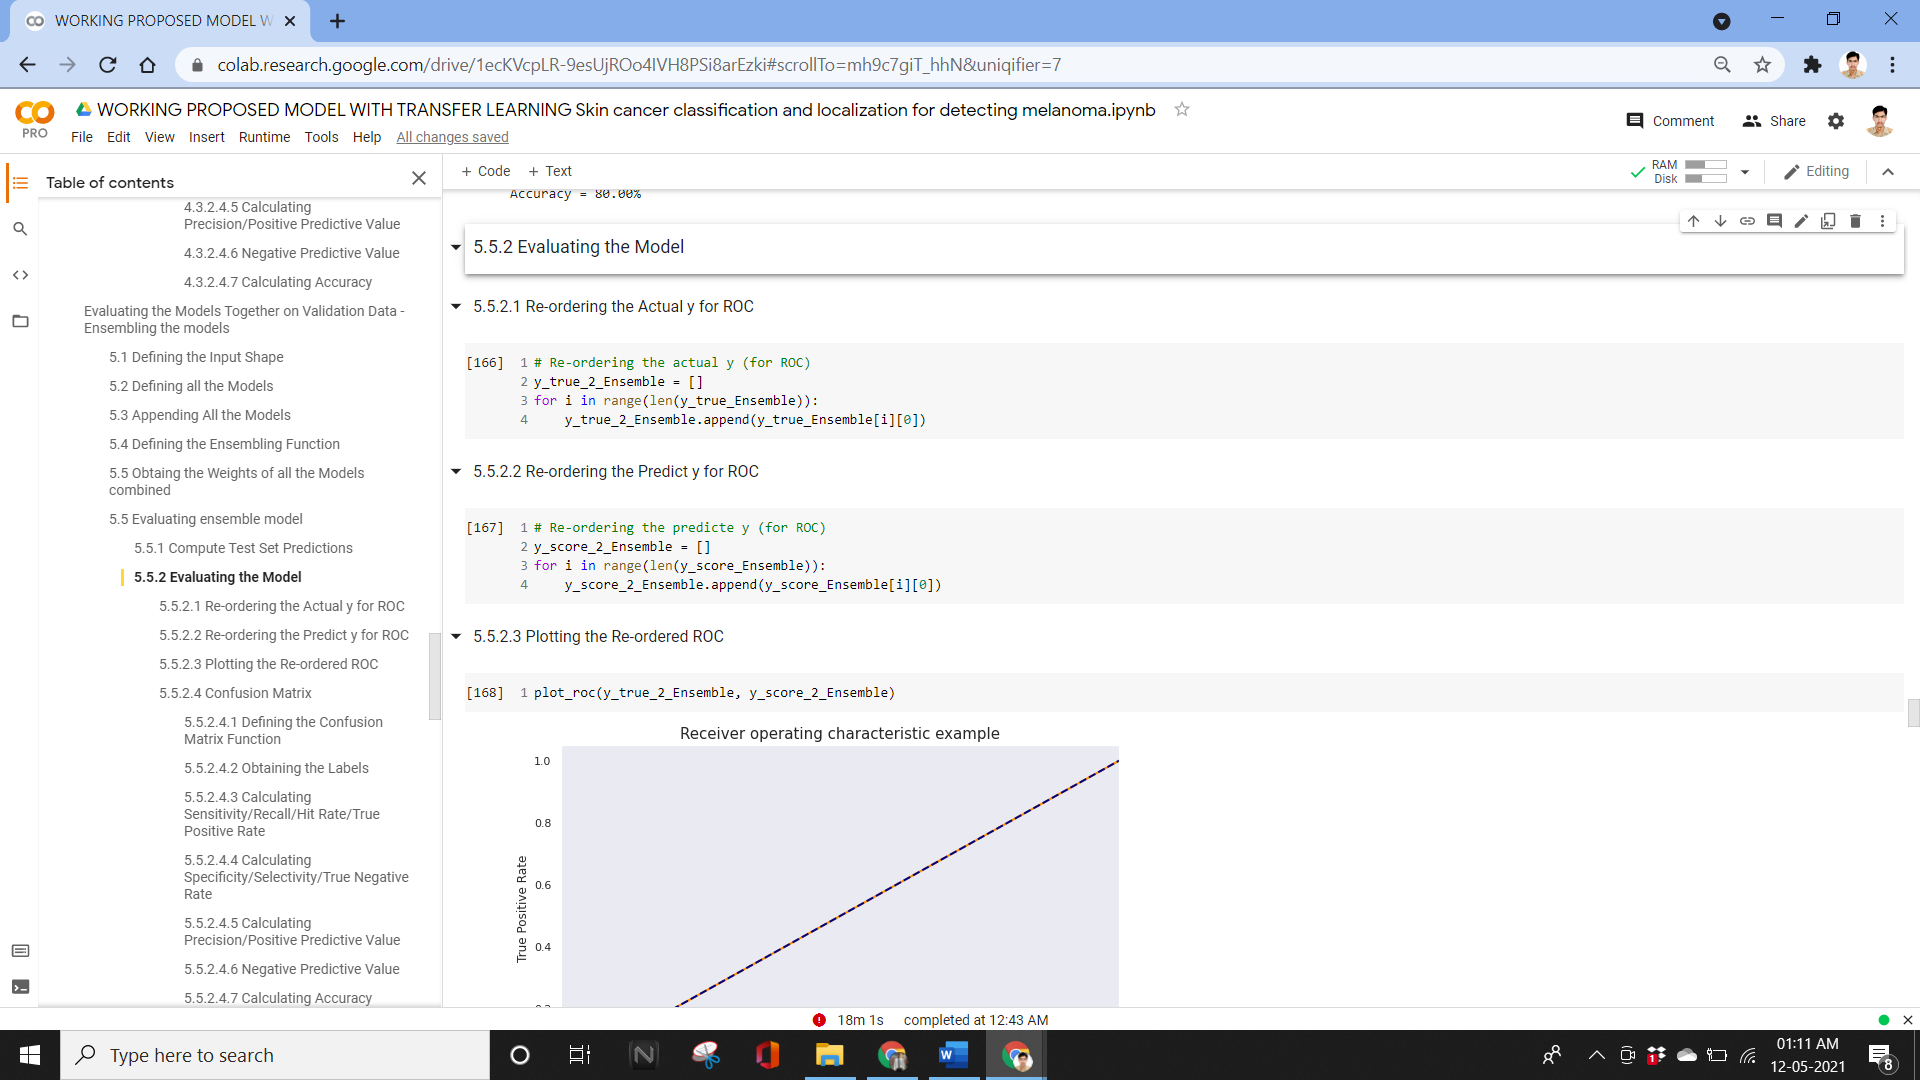 WORKING PROPOSED MODEL W
colab.research.google.com/drive/1ecKVcpLR-9esUjROo4IVH8PSi8arEzki#scrollTo=mh9c7giT_hhN&uniqifier=7
CO
PRO
WORKING PROPOSED MODEL WITH TRANSFER LEARNING Skin cancer classification and localization for detecting melanoma.ipynb
File Edit View Insert Runtime Tools Help All changes saved
Comment Share
Table of contents
+ Code + Text
RAM
Disk
Editing
4.3.2.4.5 Calculating
Precision/Positive Predictive Value
4.3.2.4.6 Negative Predictive Value
4.3.2.4.7 Calculating Accuracy
Evaluating the Models Together on Validation Data -
Ensembling the models
5.1 Defining the Input Shape
5.2 Defining all the Models
5.3 Appending All the Models
5.4 Defining the Ensembling Function
5.5 Obtaing the Weights of all the Models
combined
5.5 Evaluating ensemble model
5.5.1 Compute Test Set Predictions
5.5.2 Evaluating the Model
5.5.2.1 Re-ordering the Actual y for ROC
5.5.2.2 Re-ordering the Predict y for ROC
5.5.2.3 Plotting the Re-ordered ROC
5.5.2.4 Confusion Matrix
5.5.2.4.1 Defining the Confusion
Matrix Function
5.5.2.4.2 Obtaining the Labels
5.5.2.4.3 Calculating
Sensitivity/Recall/Hit Rate/True
Positive Rate
5.5.2.4.4 Calculating
Specificity/Selectivity/True Negative
Rate
5.5.2.4.5 Calculating
Precision/Positive Predictive Value
5.5.2.4.6 Negative Predictive Value
5.5.2.4.7 Calculating Accuracy
Accuracy = 80.00%
5.5.2 Evaluating the Model
5.5.2.1 Re-ordering the Actual y for ROC
[166] 1 # Re-ordering the actual y (for ROC)
2 y_true_2_Ensemble = []
3 for i in range(len(y_true_Ensemble)):
4 y_true_2_Ensemble.append(y_true_Ensemble[i][0])
5.5.2.2 Re-ordering the Predict y for ROC
[167] 1 # Re-ordering the predicte y (for ROC)
2 y_score_2_Ensemble = []
3 for i in range(len(y_score_Ensemble)):
4 y_score_2_Ensemble.append(y_score_Ensemble[i][0])
5.5.2.3 Plotting the Re-ordered ROC
[168] 1 plot_roc(y_true_2_Ensemble, y_score_2_Ensemble)
Receiver operating characteristic example
1.0
0.8
0.6
0.4
True Positive Rate
18m 1s completed at 12:43 AM
Type here to search
01:11 AM
12-05-2021
8